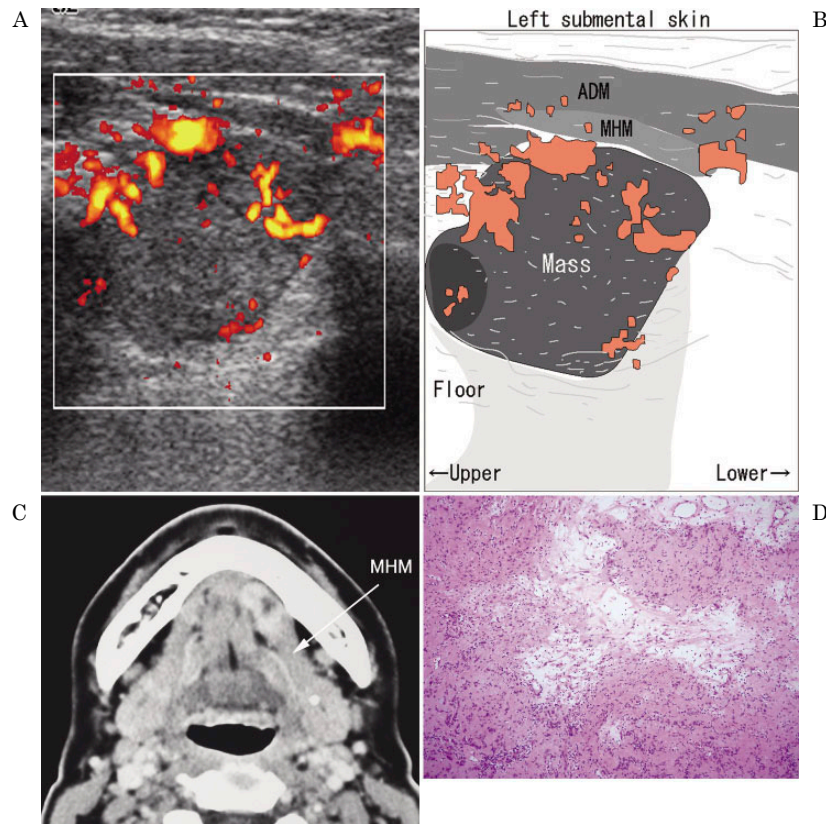 A
B
Left submental skin
ADM
MHM
Mass
Floor
←Upper
Lower→
C
D
MHM